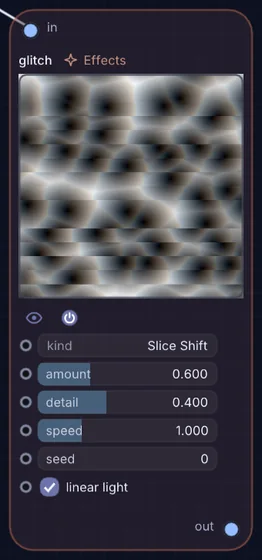 in
glitch Effects
kind Slice Shift
amount 0.600
detail 0.400
speed 1.000
seed 0
linear light
out